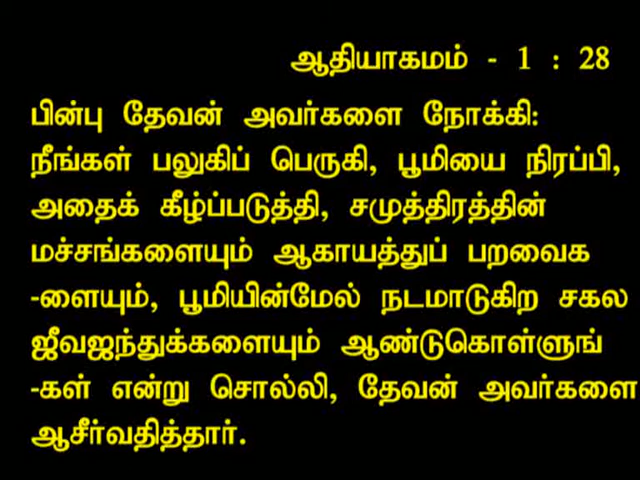 ஆதியாகமம் - 1 : 28
பின்பு தேவன் அவர்களை நோக்கி:
நீங்கள் பலுகிப் பெருகி, பூமியை நிரப்பி,
அதைக் கீழ்ப்படுத்தி, சமுத்திரத்தின்
மச்சங்களையும் ஆகாயத்துப் பறவைக
-ளையும், பூமியின்மேல் நடமாடுகிற சகல
ஜீவஜந்துக்களையும் ஆண்டுகொள்ளுங்
-கள் என்று சொல்லி, தேவன் அவர்களை
ஆசீர்வதித்தார்.